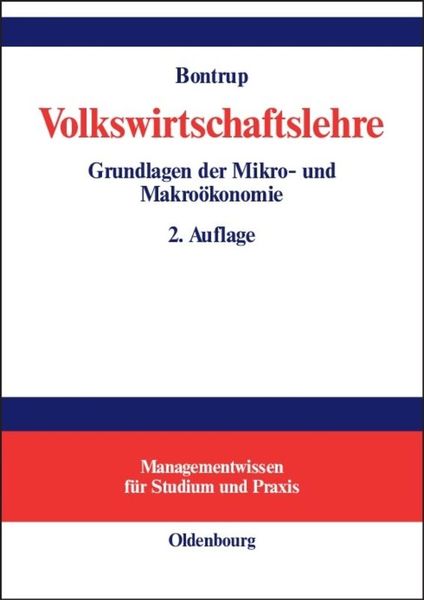 Bontrup
Volkswirtschaftslehre
Grundlagen der Mikro- und
Makroökonomie
2. Auflage
Managementwissen
für Studium und Praxis
Oldenbourg